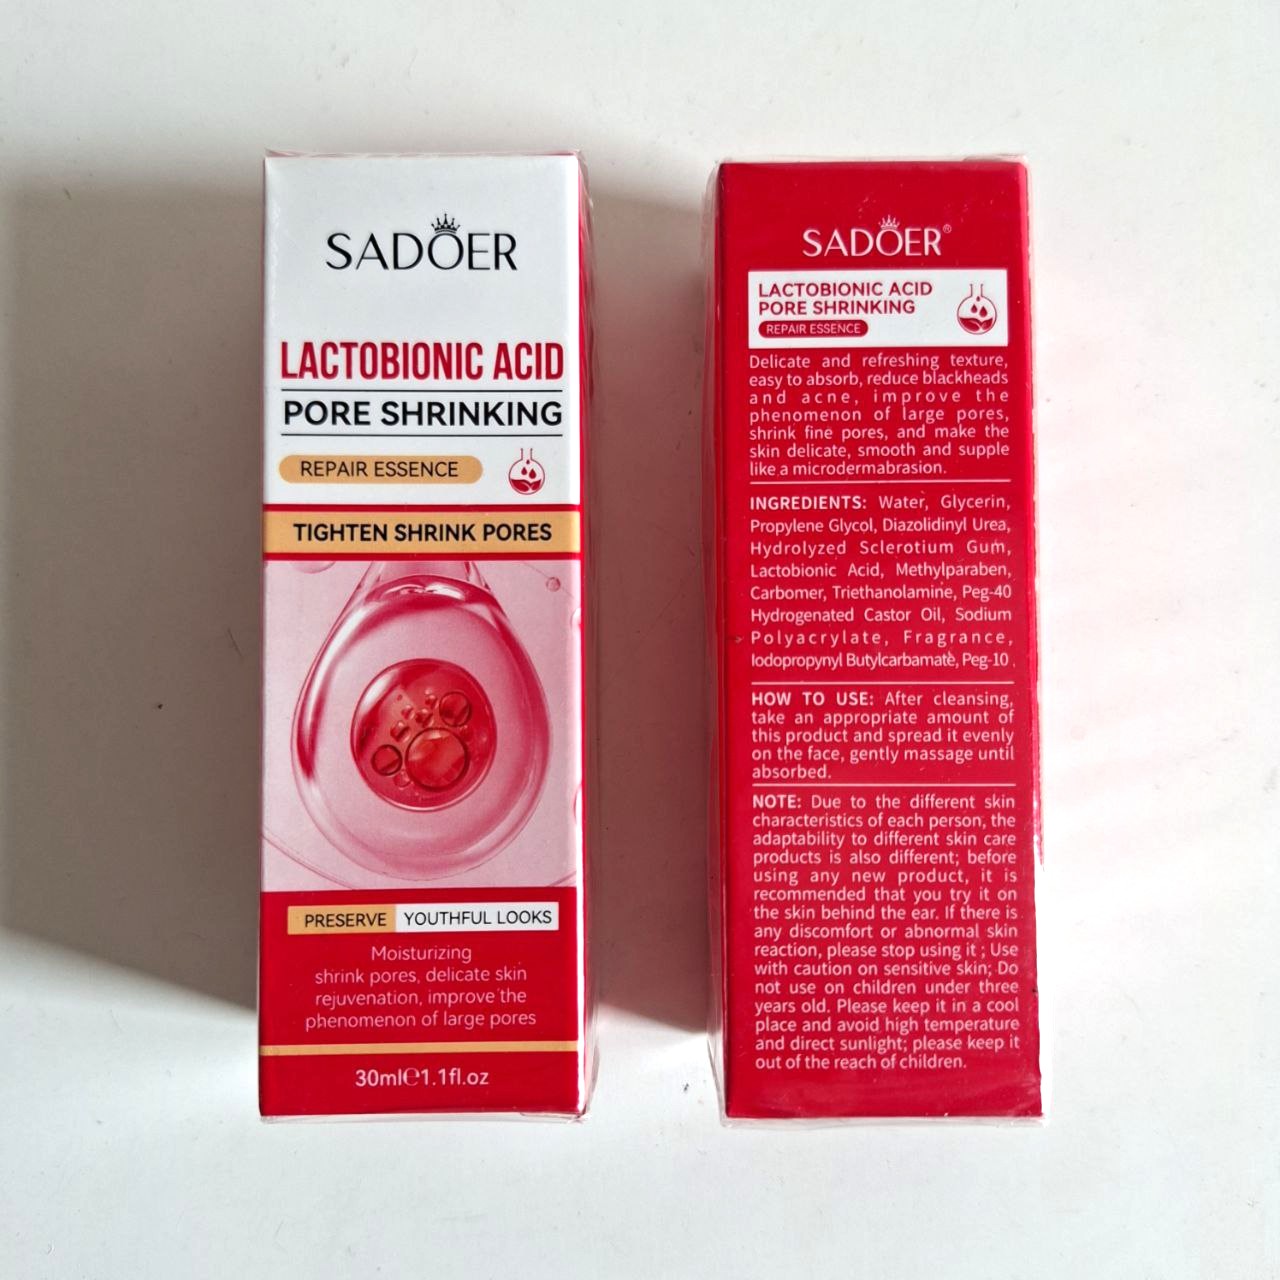 SADOER
LACTOBIONIC ACID
PORE SHRINKING
REPAIR ESSENCE
TIGHTEN SHRINK PORES
PRESERVE YOUTHFUL LOOKS
Moisturizing
shrink pores, delicate skin
rejuvenation, improve the
phenomenon of large pores
30ml℮1.1fl.oz
SADOER®
LACTOBIONIC ACID
PORE SHRINKING
REPAIR ESSENCE
Delicate and refreshing texture,
easy to absorb, reduce blackheads
and acne, improve the
phenomenon of large pores,
shrink fine pores, and make the
skin delicate, smooth and supple
like a microdermabrasion.
INGREDIENTS: Water, Glycerin,
Propylene Glycol, Diazolidinyl Urea,
Hydrolyzed Sclerotium Gum,
Lactobionic Acid, Methylparaben,
Carbomer, Triethanolamine, Peg-40
Hydrogenated Castor Oil, Sodium
Polyacrylate, Fragrance,
Iodopropynyl Butylcarbamate, Peg-10 .
HOW TO USE: After cleansing,
take an appropriate amount of
this product and spread it evenly
on the face, gently massage until
absorbed.
NOTE: Due to the different skin
characteristics of each person, the
adaptability to different skin care
products is also different; before
using any new product, it is
recommended that you try it on
the skin behind the ear. If there is
any discomfort or abnormal skin
reaction, please stop using it ; Use
with caution on sensitive skin; Do
not use on children under three
years old. Please keep it in a cool
place and avoid high temperature
and direct sunlight; please keep it
out of the reach of children.